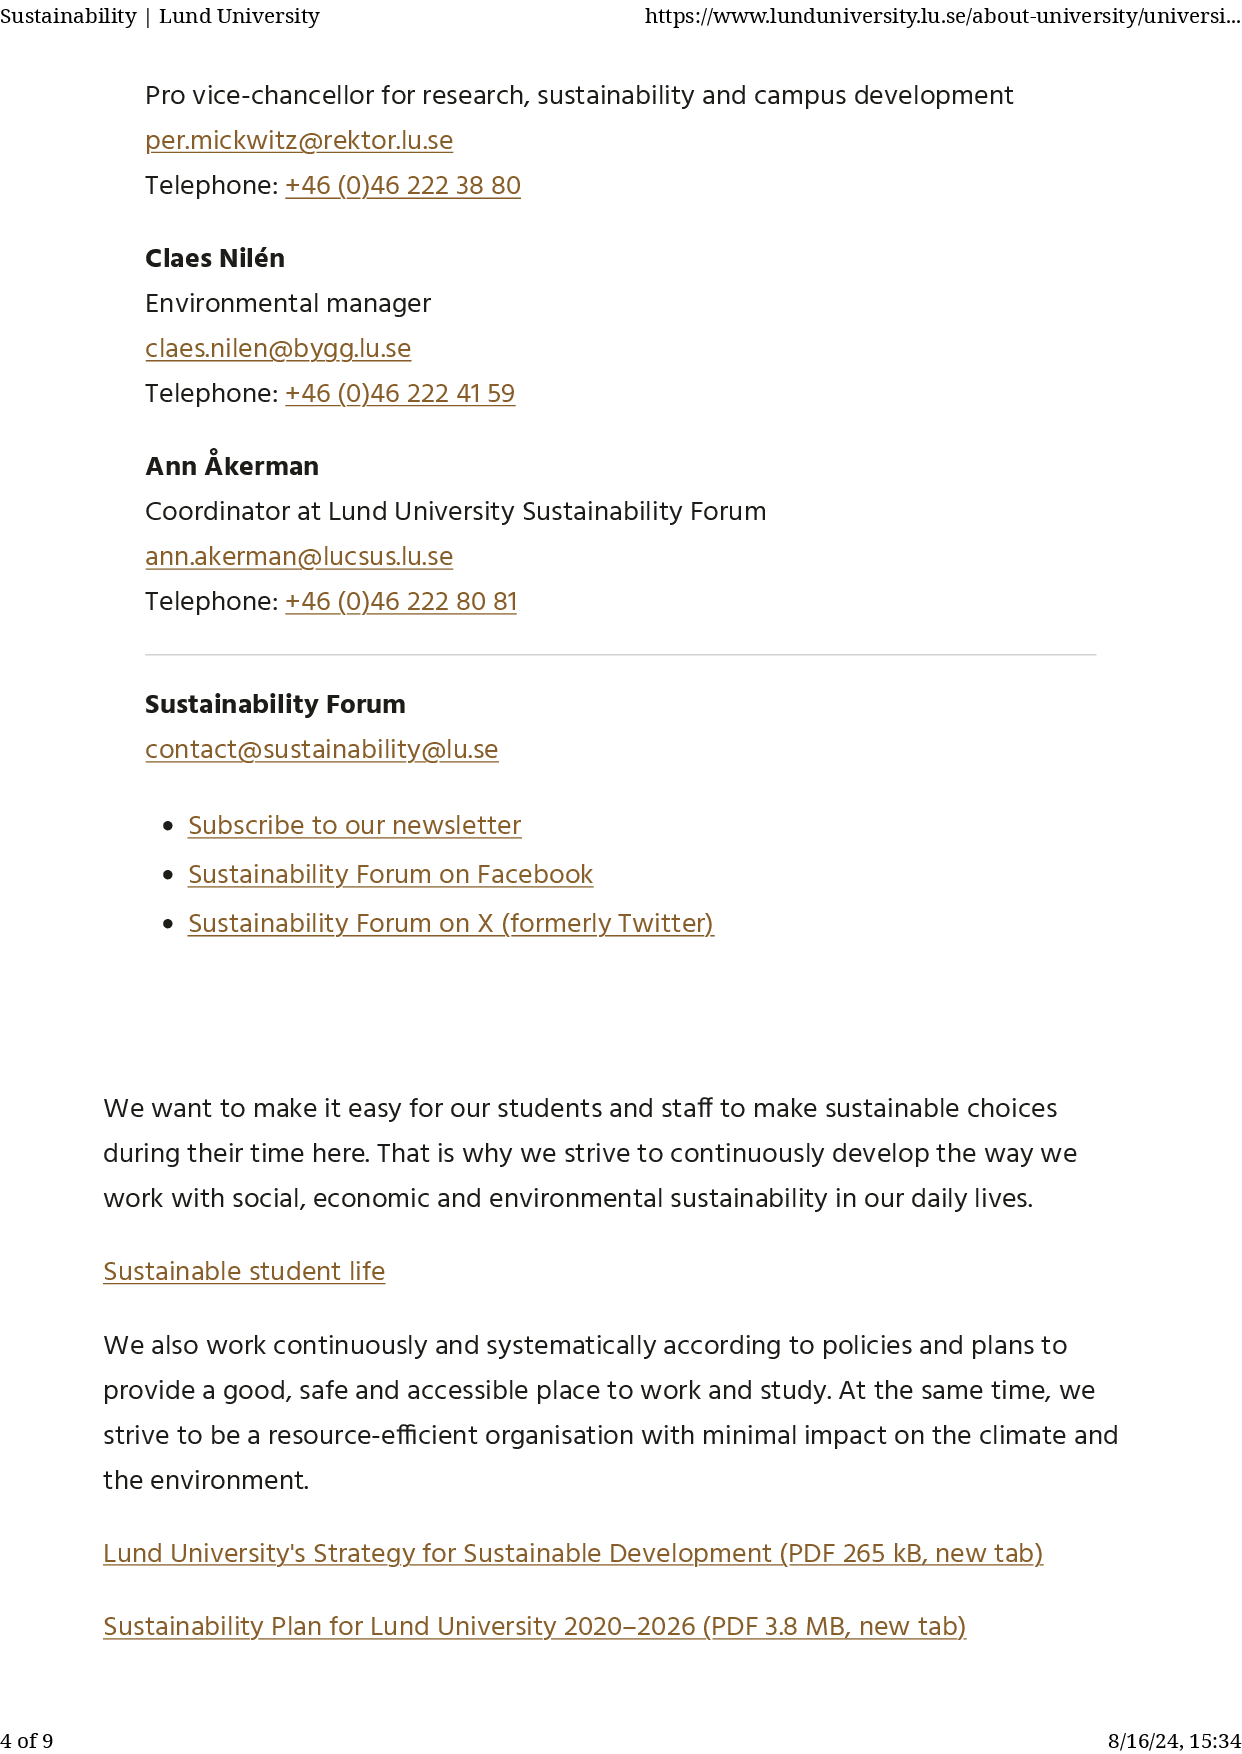 Sustainability | Lund University
https://www.lunduniversity.lu.se/about-university/universi...
Pro vice-chancellor for research, sustainability and campus development
per.mickwitz@rektor.lu.se
Telephone: +46 (0)46 222 38 80
Claes Nilén
Environmental manager
claes.nilen@bygg.lu.se
Telephone: +46 (0)46 222 41 59
Ann Åkerman
Coordinator at Lund University Sustainability Forum
ann.akerman@lucsus.lu.se
Telephone: +46 (0)46 222 80 81
Sustainability Forum
contact@sustainability@lu.se
• Subscribe to our newsletter
• Sustainability Forum on Facebook
• Sustainability Forum on X (formerly Twitter)
We want to make it easy for our students and staff to make sustainable choices
during their time here. That is why we strive to continuously develop the way we
work with social, economic and environmental sustainability in our daily lives.
Sustainable student life
We also work continuously and systematically according to policies and plans to
provide a good, safe and accessible place to work and study. At the same time, we
strive to be a resource-efficient organisation with minimal impact on the climate and
the environment.
Lund University's Strategy for Sustainable Development (PDF 265 kB, new tab)
Sustainability Plan for Lund University 2020–2026 (PDF 3.8 MB, new tab)
4 of 9
8/16/24, 15:34